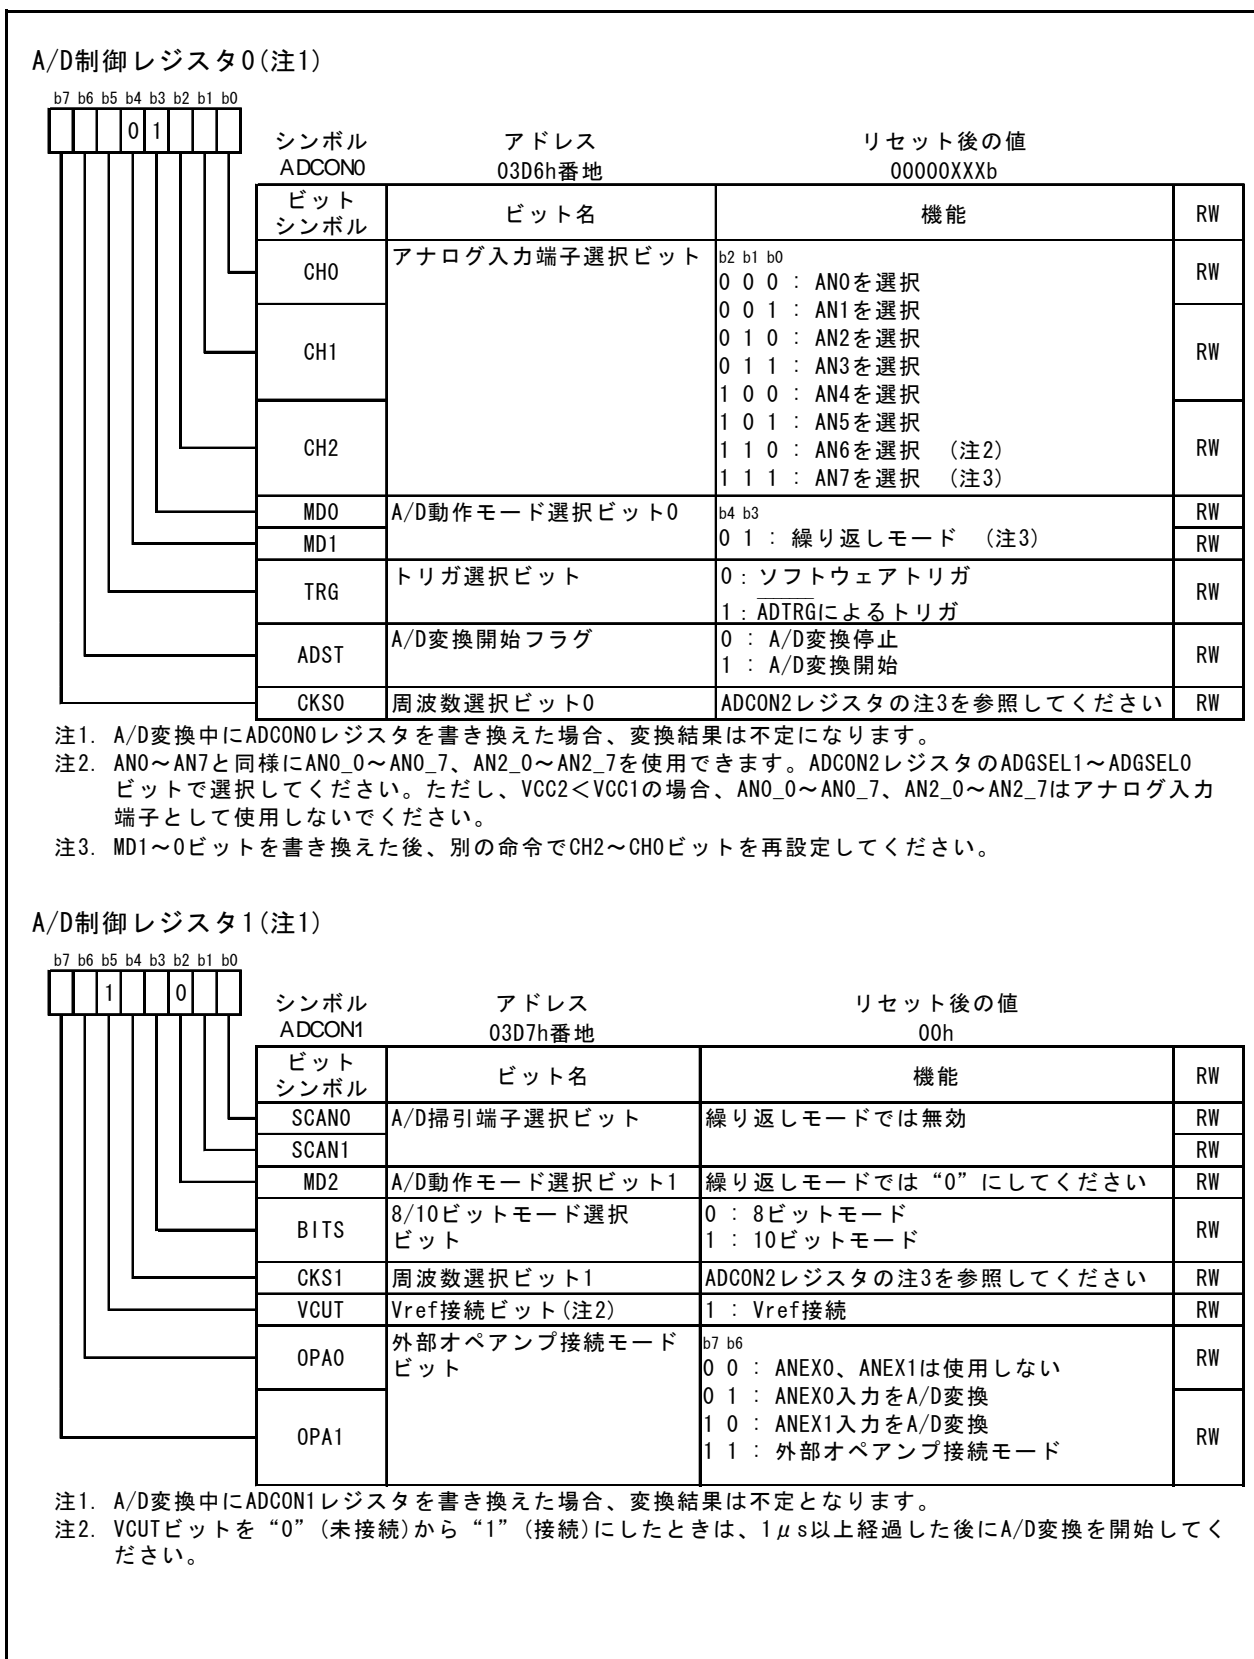 A/D制御レジスタ0(注1)
b7 b6 b5 b4 b3 b2 b1 b0
0 1
シンボル アドレス リセット後の値
ADCON0 03D6h番地 00000XXXb
ビットシンボル ビット名 機能 RW
CH0 アナログ入力端子選択ビット b2 b1 b0 RW
0 0 0 : AN0を選択
0 0 1 : AN1を選択
CH1 0 1 0 : AN2を選択 RW
0 1 1 : AN3を選択
1 0 0 : AN4を選択
1 0 1 : AN5を選択
CH2 1 1 0 : AN6を選択 (注2) RW
1 1 1 : AN7を選択 (注3)
MD0 A/D動作モード選択ビット0 b4 b3 RW
MD1 0 1 : 繰り返しモード (注3) RW
TRG トリガ選択ビット 0 : ソフトウェアトリガ RW
1 : ADTRGによるトリガ
ADST A/D変換開始フラグ 0 : A/D変換停止 RW
1 : A/D変換開始
CKS0 周波数選択ビット0 ADCON2レジスタの注3を参照してください RW
注1. A/D変換中にADCON0レジスタを書き換えた場合、変換結果は不定になります。
注2. AN0～AN7と同様にAN0_0～AN0_7、AN2_0～AN2_7を使用できます。ADCON2レジスタのADGSEL1～ADGSEL0
ビットで選択してください。ただし、VCC2＜VCC1の場合、AN0_0～AN0_7、AN2_0～AN2_7はアナログ入力
端子として使用しないでください。
注3. MD1～0ビットを書き換えた後、別の命令でCH2～CH0ビットを再設定してください。
A/D制御レジスタ1(注1)
b7 b6 b5 b4 b3 b2 b1 b0
1 0
シンボル アドレス リセット後の値
ADCON1 03D7h番地 00h
ビットシンボル ビット名 機能 RW
SCAN0 A/D掃引端子選択ビット 繰り返しモードでは無効 RW
SCAN1 RW
MD2 A/D動作モード選択ビット1 繰り返しモードでは“0”にしてください RW
BITS 8/10ビットモード選択 0 : 8ビットモード RW
ビット 1 : 10ビットモード
CKS1 周波数選択ビット1 ADCON2レジスタの注3を参照してください RW
VCUT Vref接続ビット(注2) 1 : Vref接続 RW
OPA0 外部オペアンプ接続モード b7 b6 RW
ビット 0 0 : ANEX0、ANEX1は使用しない
0 1 : ANEX0入力をA/D変換
OPA1 1 0 : ANEX1入力をA/D変換 RW
1 1 : 外部オペアンプ接続モード
注1. A/D変換中にADCON1レジスタを書き換えた場合、変換結果は不定となります。
注2. VCUTビットを“0”(未接続)から“1”(接続)にしたときは、1μs以上経過した後にA/D変換を開始してく
ださい。